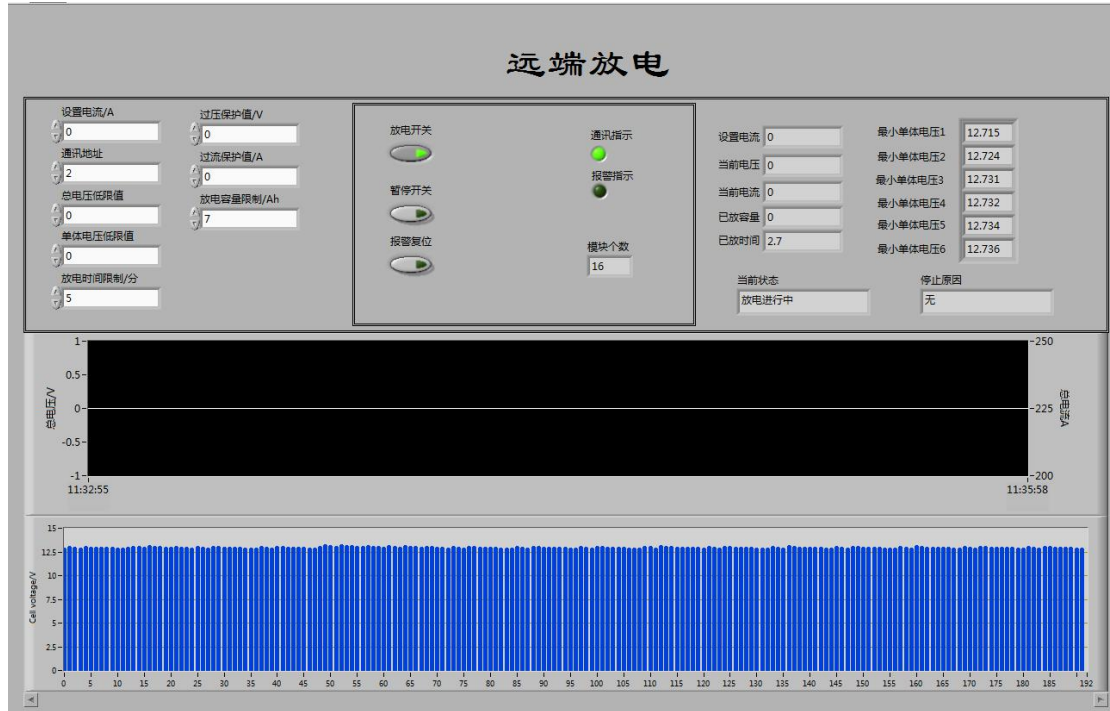 远端放电
设置电流/A
0
通讯地址
2
总电压低限值
0
单体电压低限值
0
放电时间限制/分
5
过压保护值/V
0
过流保护值/A
0
放电容量限制/Ah
7
放电开关
暂停开关
报警复位
通讯指示
报警指示
模块个数
16
设置电流 0
当前电压 0
当前电流 0
已放容量 0
已放时间 2.7
最小单体电压1 12.715
最小单体电压2 12.724
最小单体电压3 12.731
最小单体电压4 12.732
最小单体电压5 12.734
最小单体电压6 12.736
当前状态
放电进行中
停止原因
无
总电压/V
1
0.5
0
-0.5
-1
11:32:55
11:35:58
250
225
200
总电流A
Cell voltage/V
15
12.5
10
7.5
5
2.5
0
0 5 10 15 20 25 30 35 40 45 50 55 60 65 70 75 80 85 90 95 100 105 110 115 120 125 130 135 140 145 150 155 160 165 170 175 180 185 192